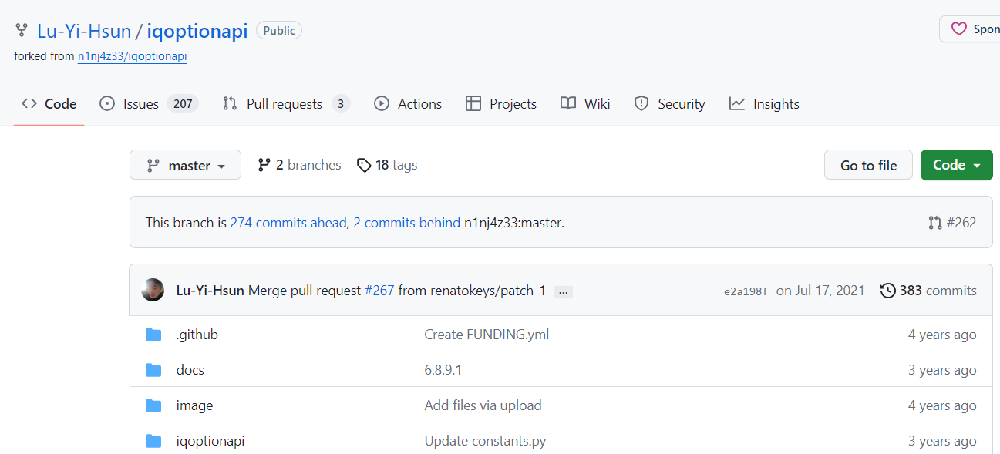 Lu-Yi-Hsun / iqoptionapi Public Spon
forked from n1nj4z33/iqoptionapi
Code Issues 207 Pull requests 3 Actions Projects Wiki Security Insights
master 2 branches 18 tags Go to file Code
This branch is 274 commits ahead, 2 commits behind n1nj4z33:master. #262
Lu-Yi-Hsun Merge pull request #267 from renatokeys/patch-1 ... e2a198f on Jul 17, 2021 383 commits
.github Create FUNDING.yml 4 years ago
docs 6.8.9.1 3 years ago
image Add files via upload 4 years ago
iqoptionapi Update constants.py 3 years ago